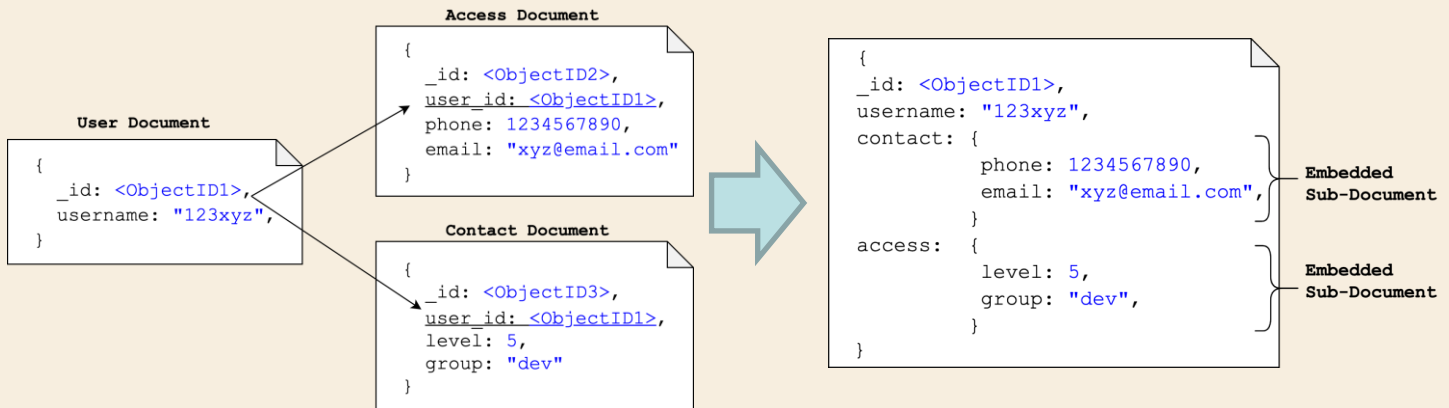 User Document
{
_id: <ObjectID1>,
username: "123xyz",
}
Access Document
{
_id: <ObjectID2>,
user_id: <ObjectID1>,
phone: 1234567890,
email: "xyz@email.com"
}
Contact Document
{
_id: <ObjectID3>,
user_id: <ObjectID1>,
level: 5,
group: "dev"
}
{
_id: <ObjectID1>,
username: "123xyz",
contact: {
phone: 1234567890,
email: "xyz@email.com",
}
access: {
level: 5,
group: "dev",
}
}
Embedded
Sub-Document
Embedded
Sub-Document